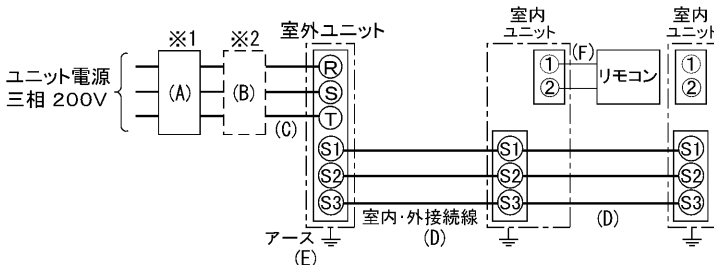 ※1
※2
室外ユニット
室内
ユニット
室内
ユニット
ユニット電源
三相 200V
(A)
(B)
(C)
R
S
T
①
②
(F)
リモコン
①
②
S1
S2
S3
S1
S2
S3
S1
S2
S3
室内・外接続線
(D)
(D)
アース
(E)